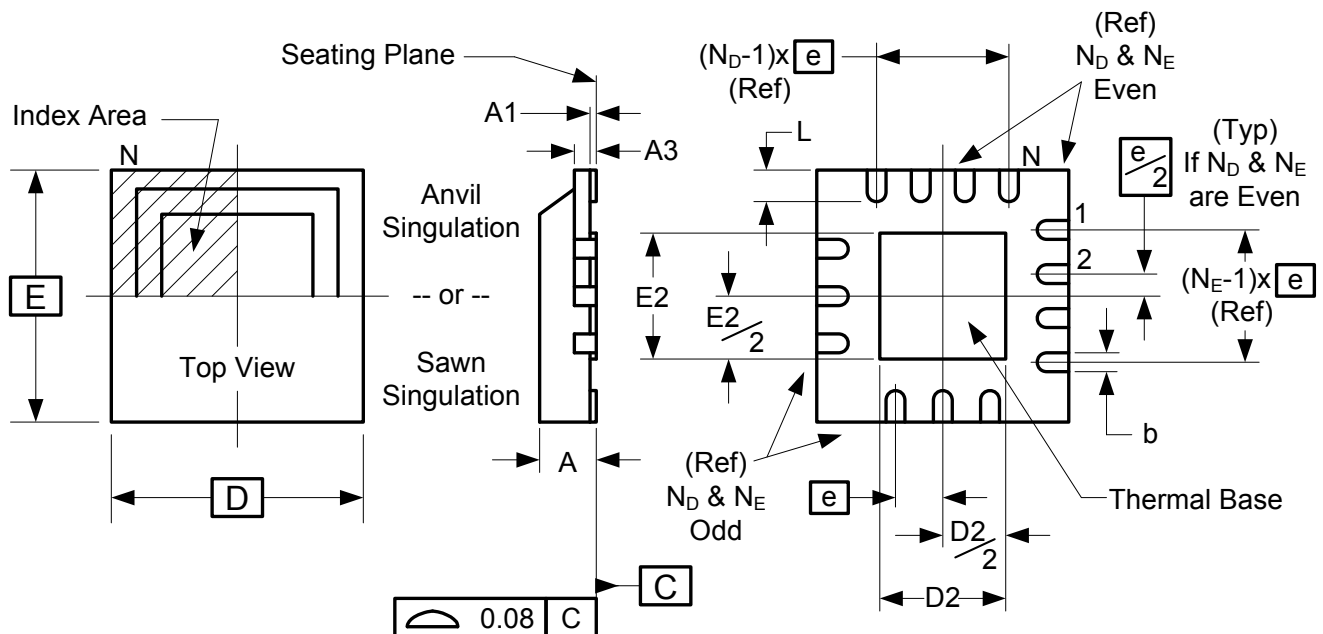 Seating Plane
Index Area
N
A1
A3
E
Top View
D
Anvil
Singulation
-- or --
Sawn
Singulation
A
C
0.08 C
(N_D-1)x e
(Ref)
L
(Ref)
N_D & N_E
Even
N
e/2
(Typ)
If N_D & N_E
are Even
1
2
(N_E-1)x e
(Ref)
E2
E2/2
b
(Ref)
N_D & N_E
Odd
e
Thermal Base
D2/2
D2